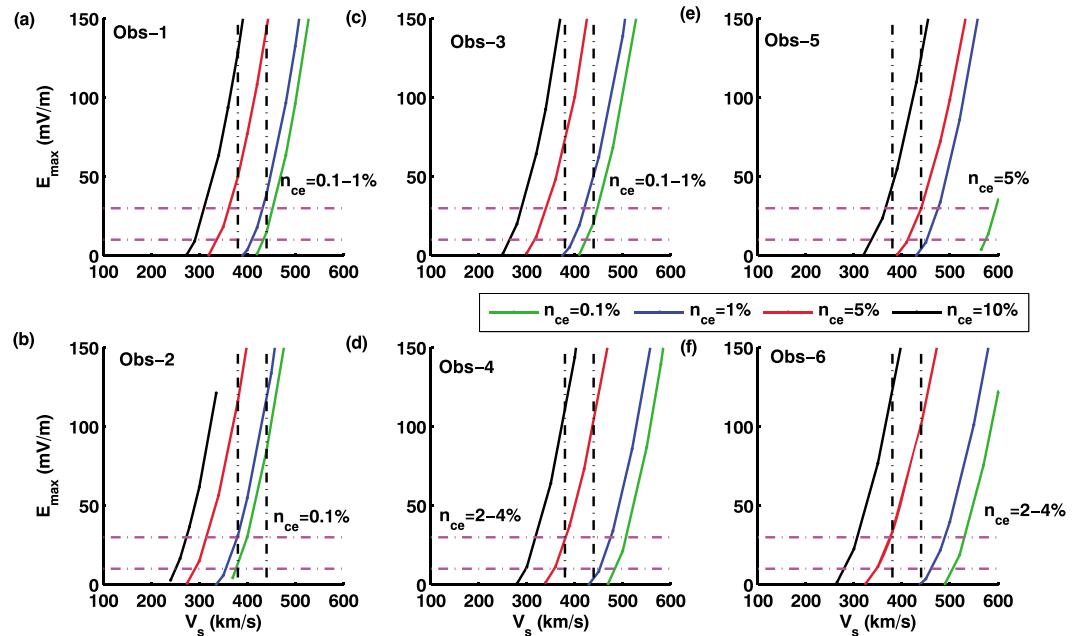 (a)
Obs-1
n_ce=0.1-1%
E_max (mV/m)
150
100
50
0
100 200 300 400 500 600
(c)
Obs-3
n_ce=0.1-1%
150
100
50
0
100 200 300 400 500 600
(e)
Obs-5
n_ce=5%
150
100
50
0
100 200 300 400 500 600
n_ce=0.1% n_ce=1% n_ce=5% n_ce=10%
(b)
Obs-2
n_ce=0.1%
E_max (mV/m)
150
100
50
0
100 200 300 400 500 600
V_s (km/s)
(d)
Obs-4
n_ce=2-4%
150
100
50
0
100 200 300 400 500 600
V_s (km/s)
(f)
Obs-6
n_ce=2-4%
150
100
50
0
100 200 300 400 500 600
V_s (km/s)